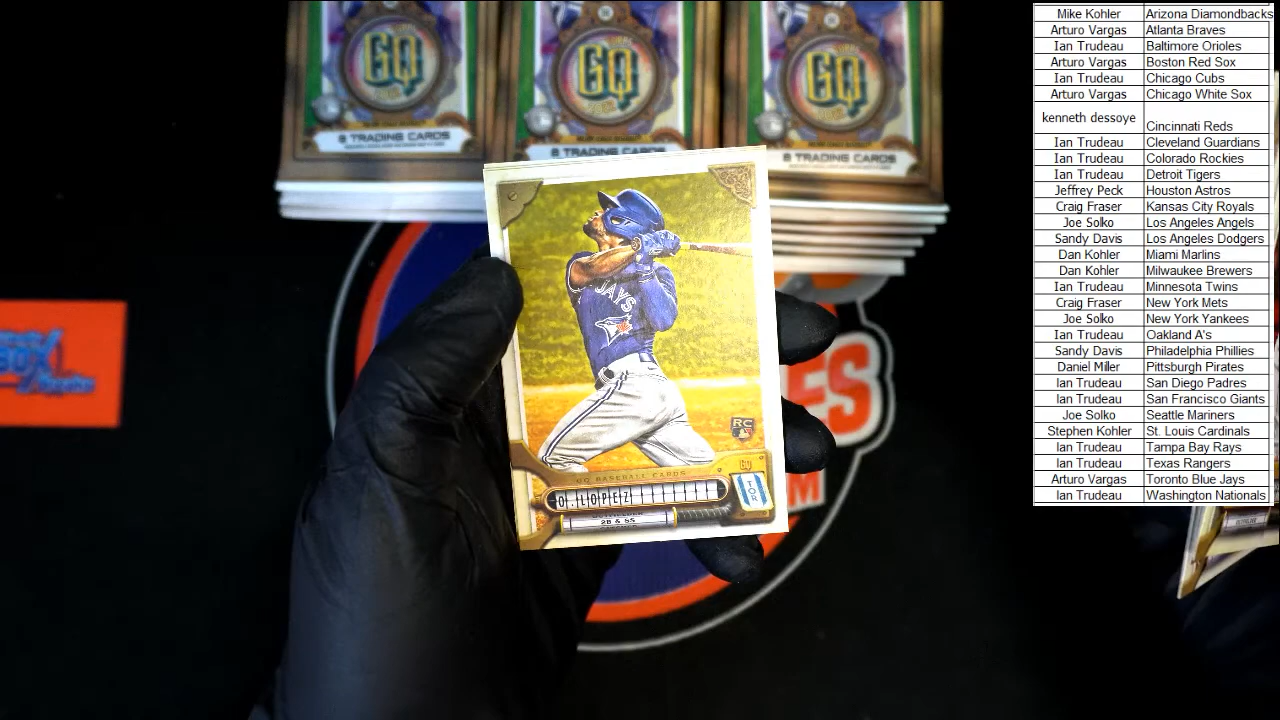 GQ
GQ
GQ
8 TRADING CARDS
8 TRADING CARDS
8 TRADING CARDS
JAYS
RC
GQ BASEBALL CARDS
O. LOPEZ
TOR
2B & SS
BOX
Mike Kohler Arizona Diamondbacks
Arturo Vargas Atlanta Braves
Ian Trudeau Baltimore Orioles
Arturo Vargas Boston Red Sox
Ian Trudeau Chicago Cubs
Arturo Vargas Chicago White Sox
kenneth dessoye Cincinnati Reds
Ian Trudeau Cleveland Guardians
Ian Trudeau Colorado Rockies
Ian Trudeau Detroit Tigers
Jeffrey Peck Houston Astros
Craig Fraser Kansas City Royals
Joe Solko Los Angeles Angels
Sandy Davis Los Angeles Dodgers
Dan Kohler Miami Marlins
Dan Kohler Milwaukee Brewers
Ian Trudeau Minnesota Twins
Craig Fraser New York Mets
Joe Solko New York Yankees
Ian Trudeau Oakland A's
Sandy Davis Philadelphia Phillies
Daniel Miller Pittsburgh Pirates
Ian Trudeau San Diego Padres
Ian Trudeau San Francisco Giants
Joe Solko Seattle Mariners
Stephen Kohler St. Louis Cardinals
Ian Trudeau Tampa Bay Rays
Ian Trudeau Texas Rangers
Arturo Vargas Toronto Blue Jays
Ian Trudeau Washington Nationals